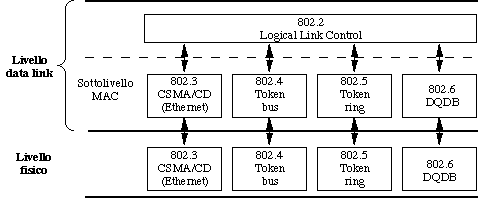 802.2
Logical Link Control
Livello
data link
Sottolivello
MAC
802.3
CSMA/CD
(Ethernet)
802.4
Token
bus
802.5
Token
ring
802.6
DQDB
Livello
fisico
802.3
CSMA/CD
(Ethernet)
802.4
Token
bus
802.5
Token
ring
802.6
DQDB